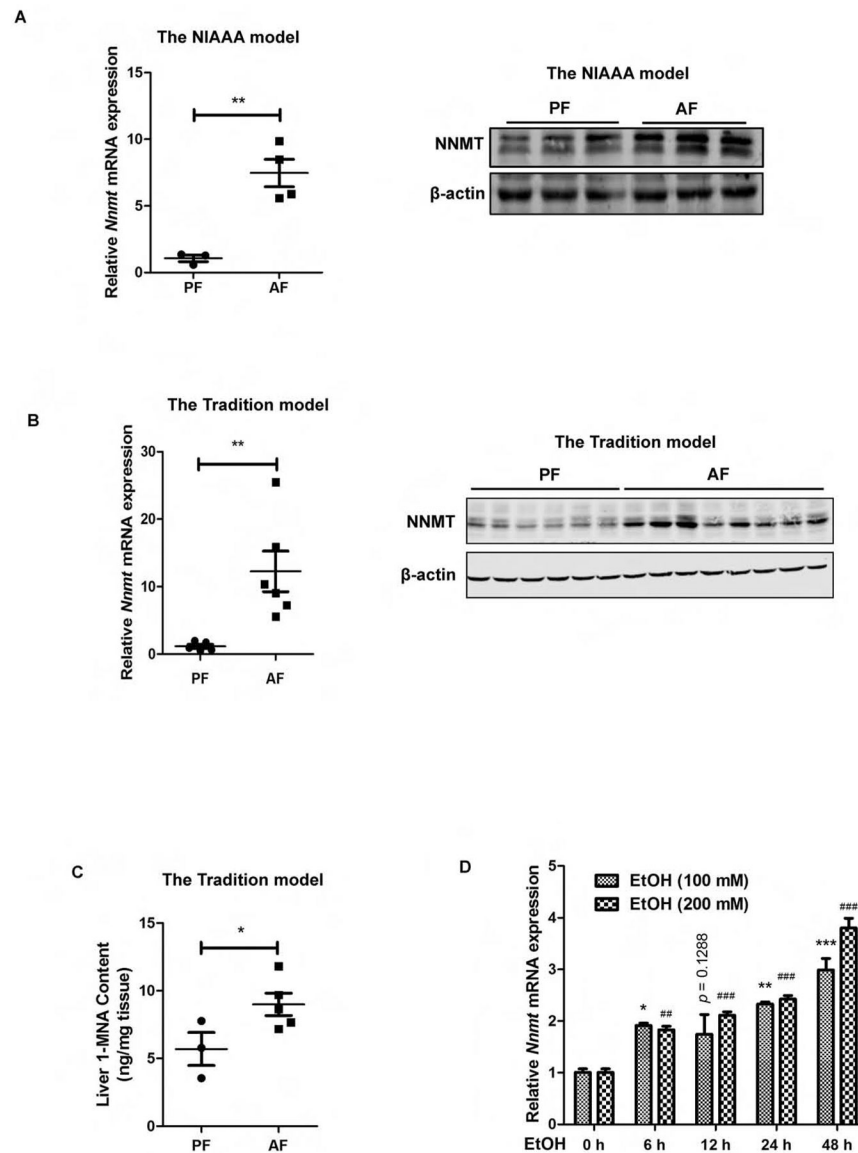 A
The NIAAA model
Relative Nnmt mRNA expression
15
10
5
0
**
PF
AF
The NIAAA model
PF
AF
NNMT
β-actin
B
The Tradition model
Relative Nnmt mRNA expression
30
20
10
0
**
PF
AF
The Tradition model
PF
AF
NNMT
β-actin
C
The Tradition model
Liver 1-MNA Content
(ng/mg tissue)
15
10
5
0
*
PF
AF
D
Relative Nnmt mRNA expression
5
4
3
2
1
0
EtOH (100 mM)
EtOH (200 mM)
*
##
p = 0.1288
###
**
###
***
###
EtOH
0 h
6 h
12 h
24 h
48 h